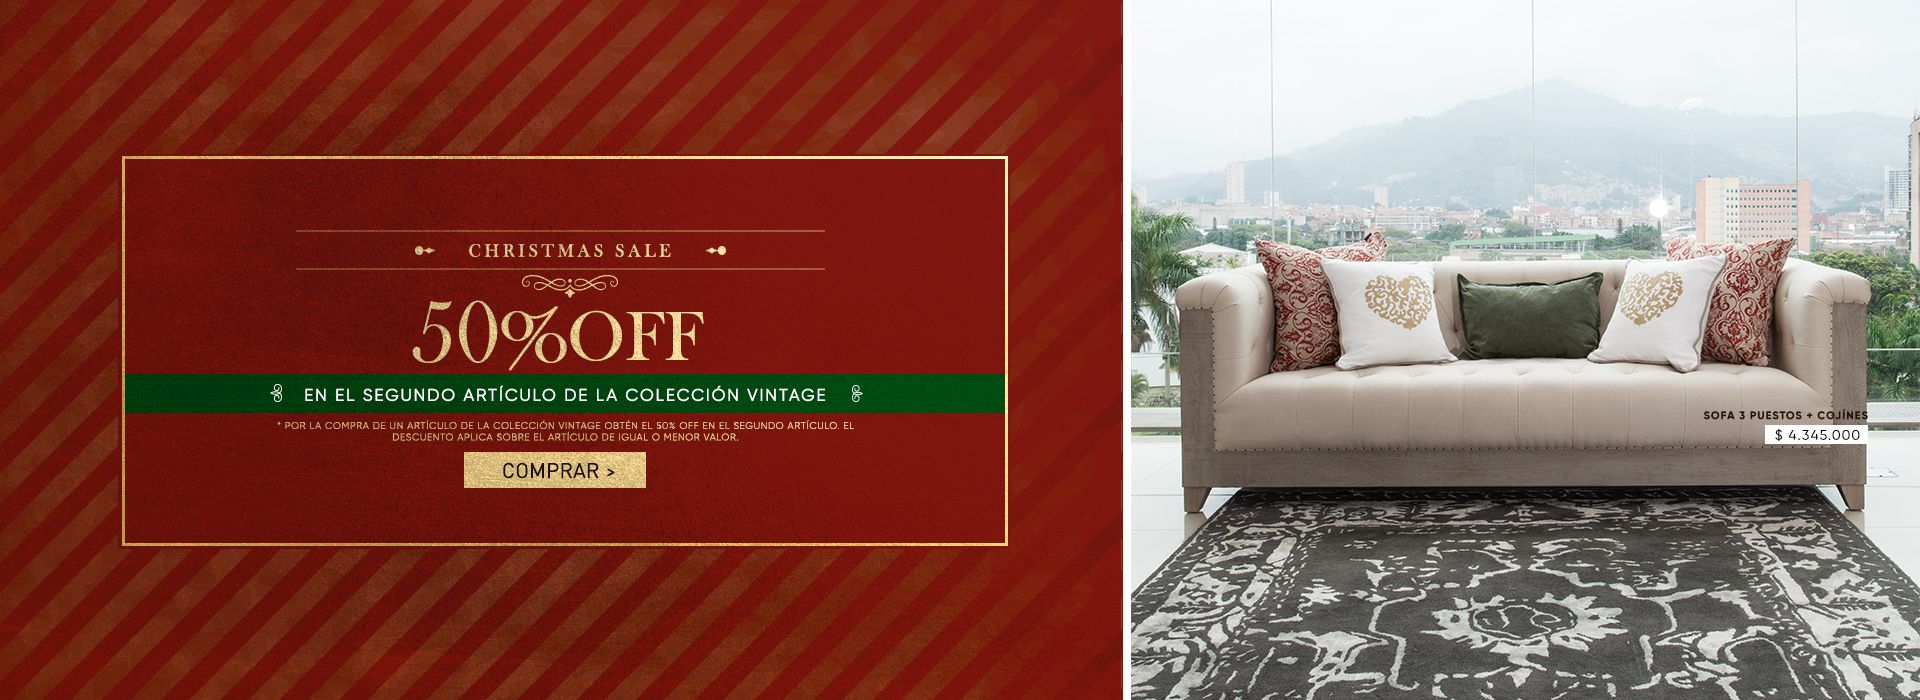 CHRISTMAS SALE
50%OFF
EN EL SEGUNDO ARTÍCULO DE LA COLECCIÓN VINTAGE
* POR LA COMPRA DE UN ARTÍCULO DE LA COLECCIÓN VINTAGE OBTÉN EL 50% OFF EN EL SEGUNDO ARTÍCULO. EL
DESCUENTO APLICA SOBRE EL ARTÍCULO DE IGUAL O MENOR VALOR.
COMPRAR >
SOFA 3 PUESTOS + COJÍNES
$ 4.345.000